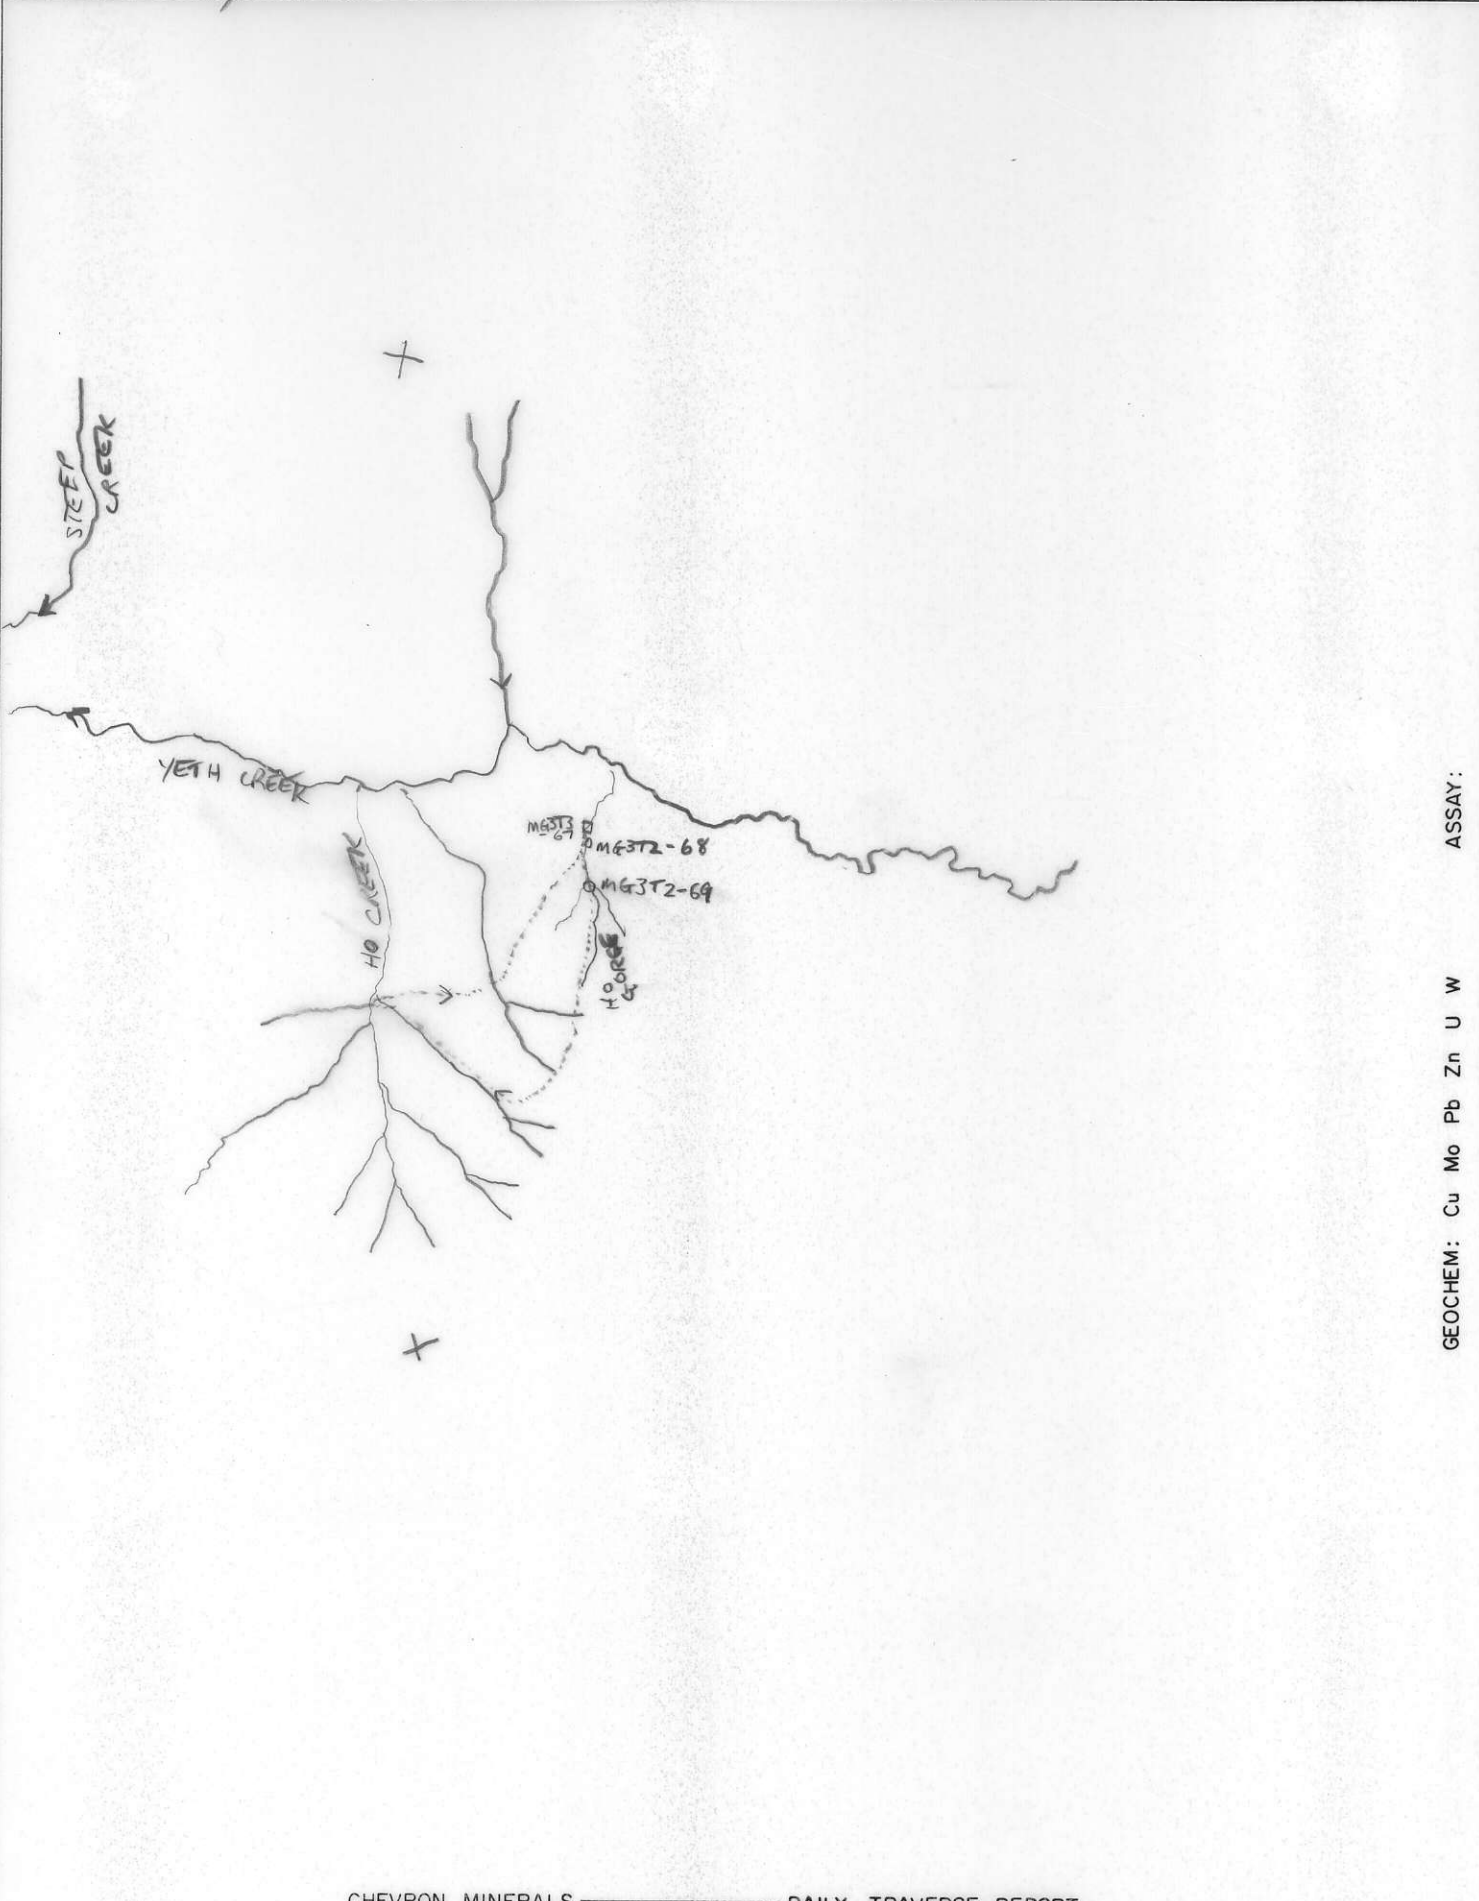 STEEP
CREEK
YETH CREEK
HO CREEK
MG3T3
67
MG3T2-68
MG3T2-69
HO
GORGE
ASSAY:
GEOCHEM: Cu Mo Pb Zn U W
CHEVRON MINERALS DAILY TRAVERSE REPORT